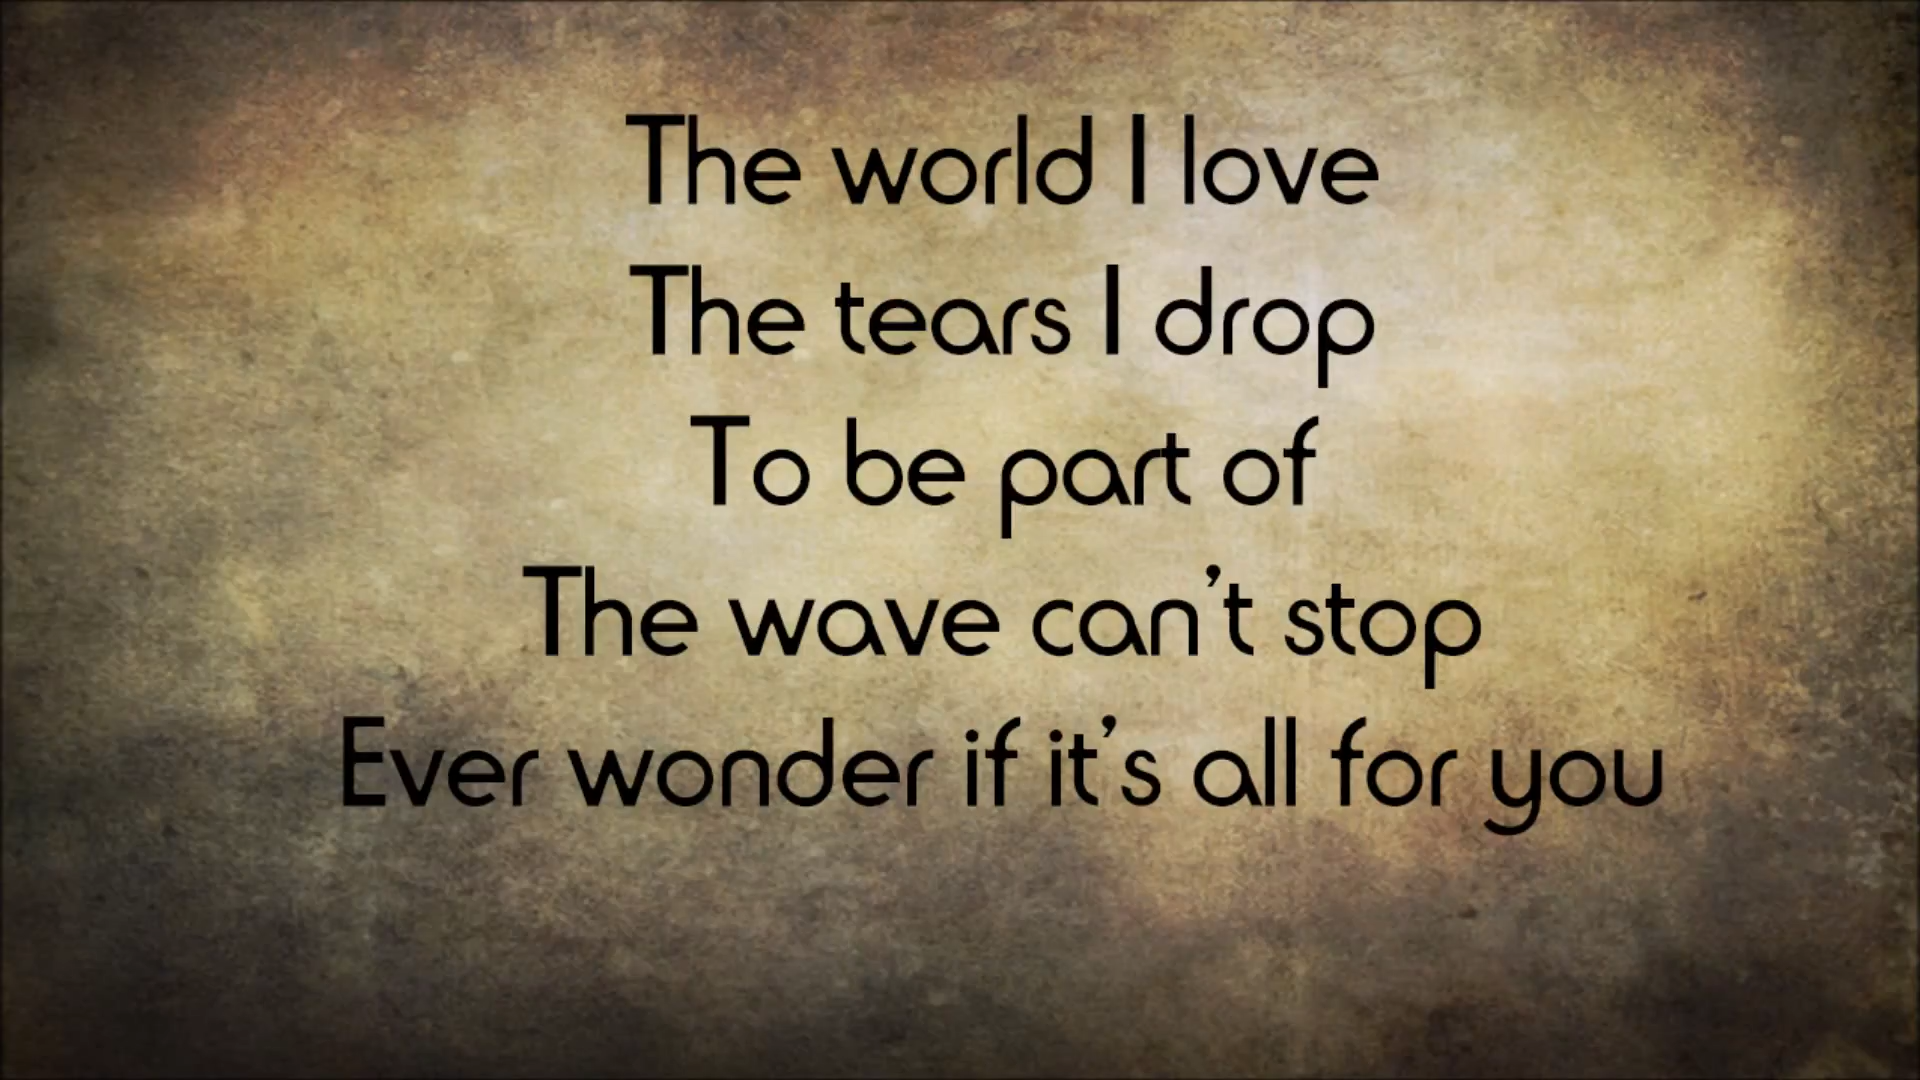 The world I love
The tears I drop
To be part of
The wave can't stop
Ever wonder if it's all for you